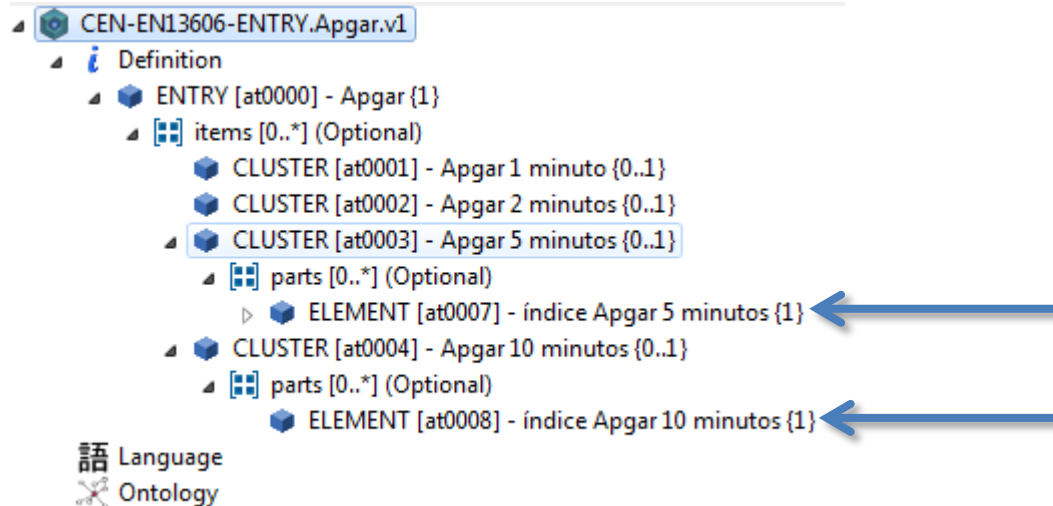 CEN-EN13606-ENTRY.Apgar.v1
i Definition
ENTRY [at0000] - Apgar {1}
items [0..*] (Optional)
CLUSTER [at0001] - Apgar 1 minuto {0..1}
CLUSTER [at0002] - Apgar 2 minutos {0..1}
CLUSTER [at0003] - Apgar 5 minutos {0..1}
parts [0..*] (Optional)
ELEMENT [at0007] - índice Apgar 5 minutos {1}
CLUSTER [at0004] - Apgar 10 minutos {0..1}
parts [0..*] (Optional)
ELEMENT [at0008] - índice Apgar 10 minutos {1}
語 Language
Ontology